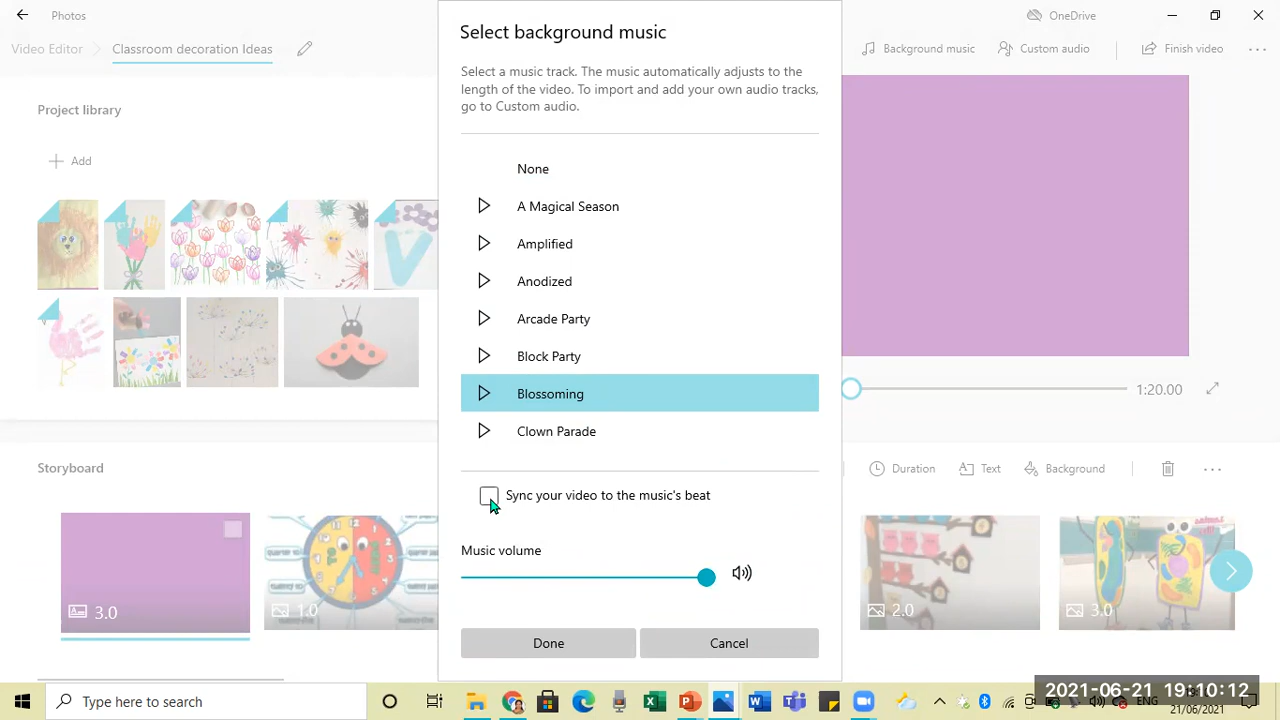 Photos
OneDrive
Video Editor
Classroom decoration Ideas
Background music
Custom audio
Finish video
Select background music
Select a music track. The music automatically adjusts to the
length of the video. To import and add your own audio tracks,
go to Custom audio.
Project library
Add
None
A Magical Season
Amplified
Anodized
Arcade Party
Block Party
Blossoming
Clown Parade
1:20.00
Storyboard
Duration
Text
Background
Sync your video to the music's beat
Music volume
3.0
1.0
2.0
3.0
Done
Cancel
Type here to search
ENG
2021-06-21 19:10:12
21/06/2021